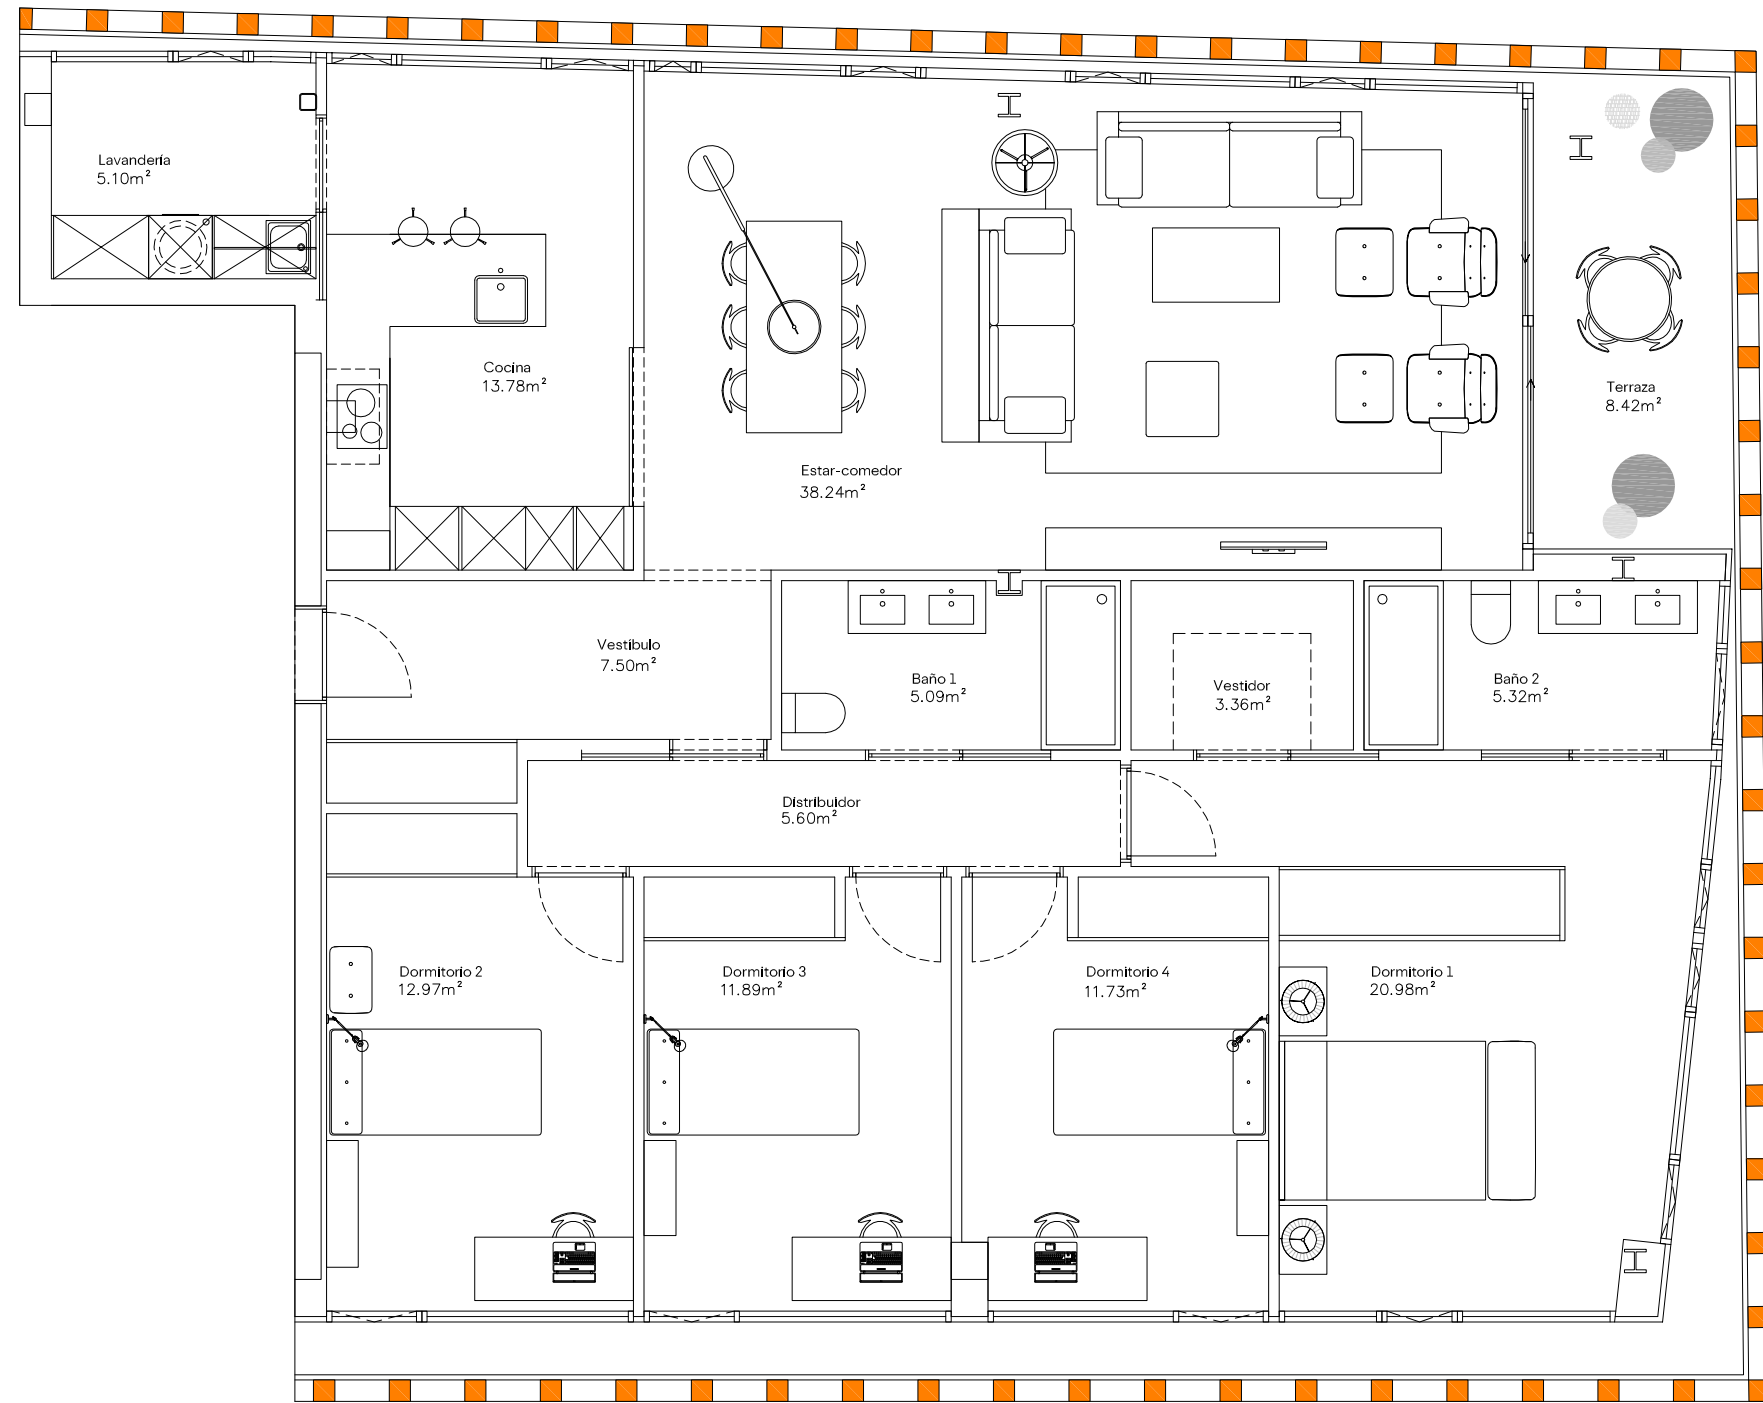 Lavandería
5.10m²
Cocina
13.78m²
Estar-comedor
38.24m²
Terraza
8.42m²
Vestíbulo
7.50m²
Baño 1
5.09m²
Vestidor
3.36m²
Baño 2
5.32m²
Distribuidor
5.60m²
Dormitorio 2
12.97m²
Dormitorio 3
11.89m²
Dormitorio 4
11.73m²
Dormitorio 1
20.98m²